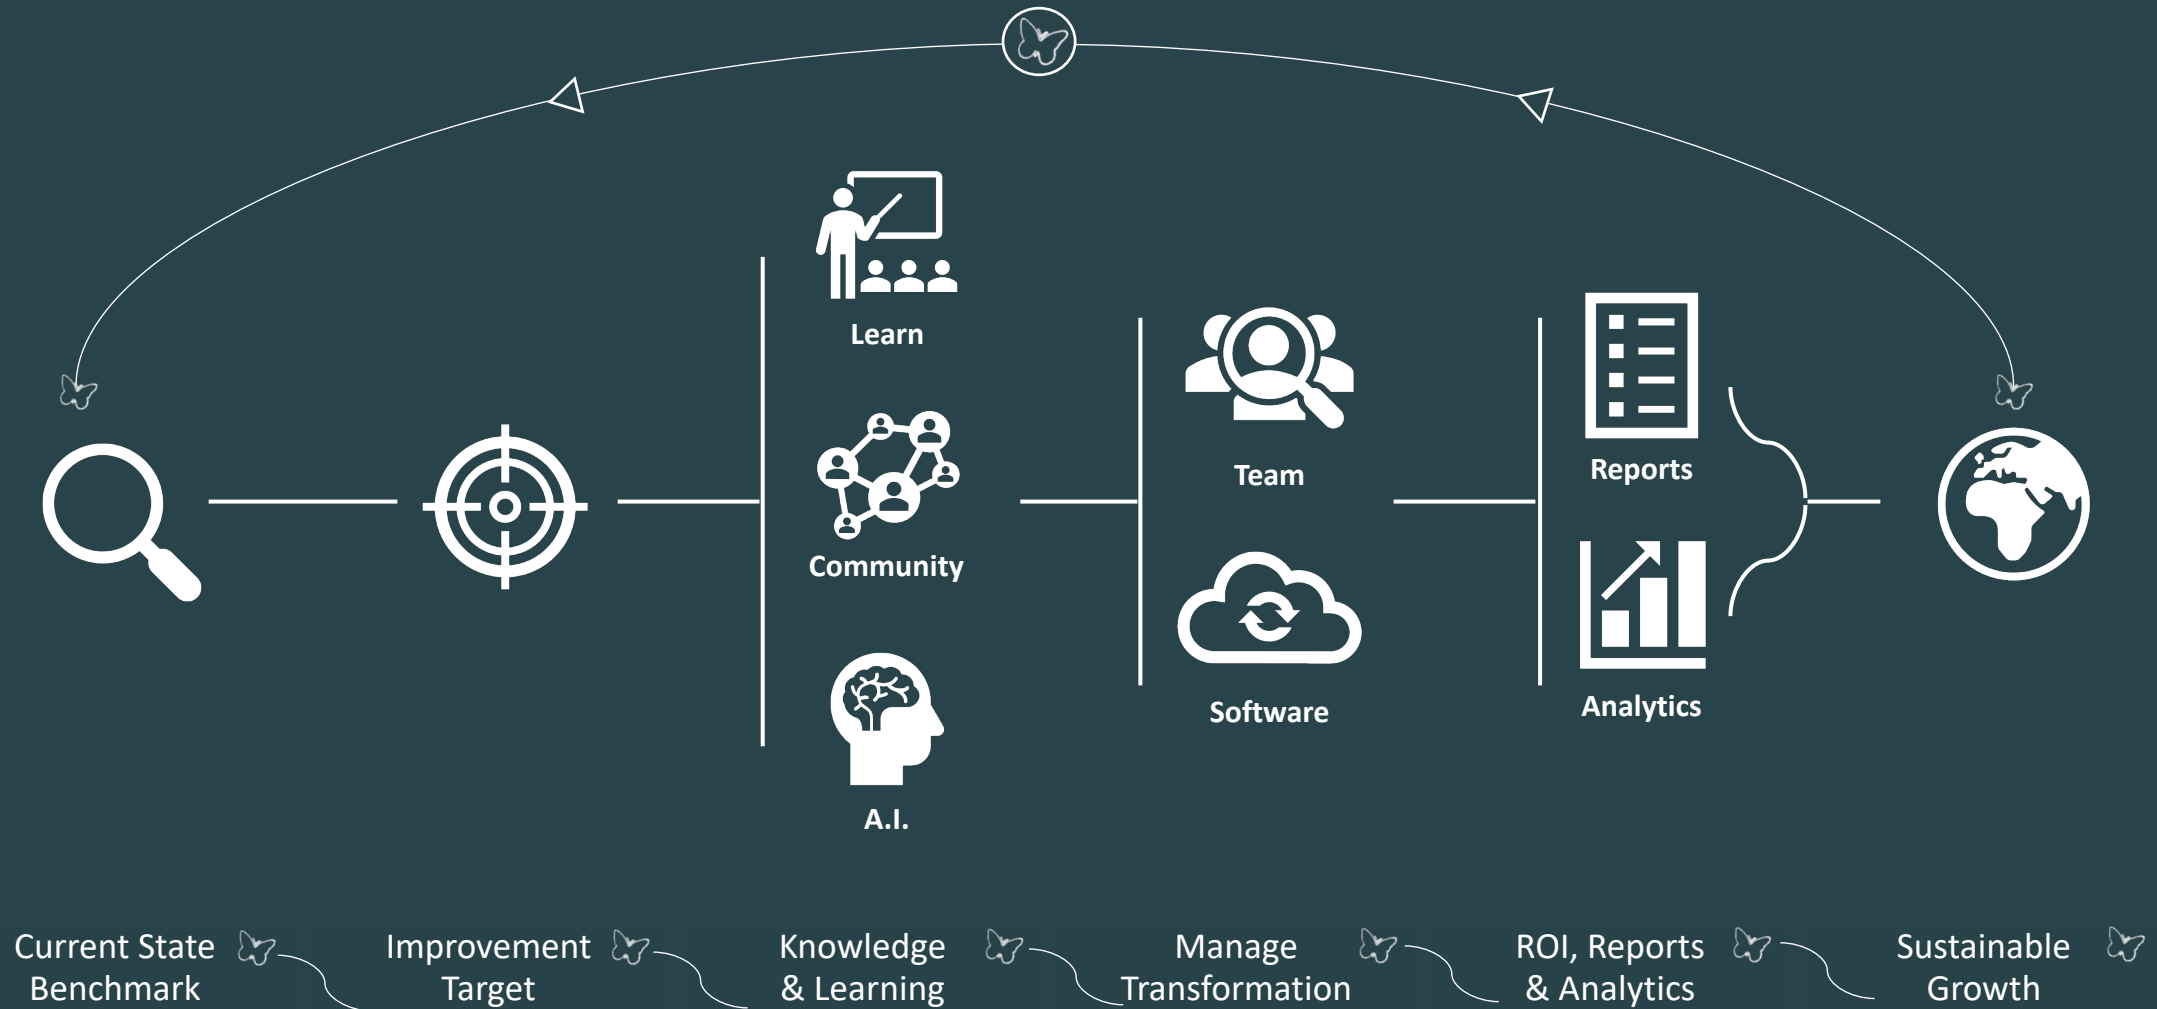 Learn
Community
A.I.
Team
Software
Reports
Analytics
Current State
Benchmark
Improvement
Target
Knowledge
& Learning
Manage
Transformation
ROI, Reports
& Analytics
Sustainable
Growth